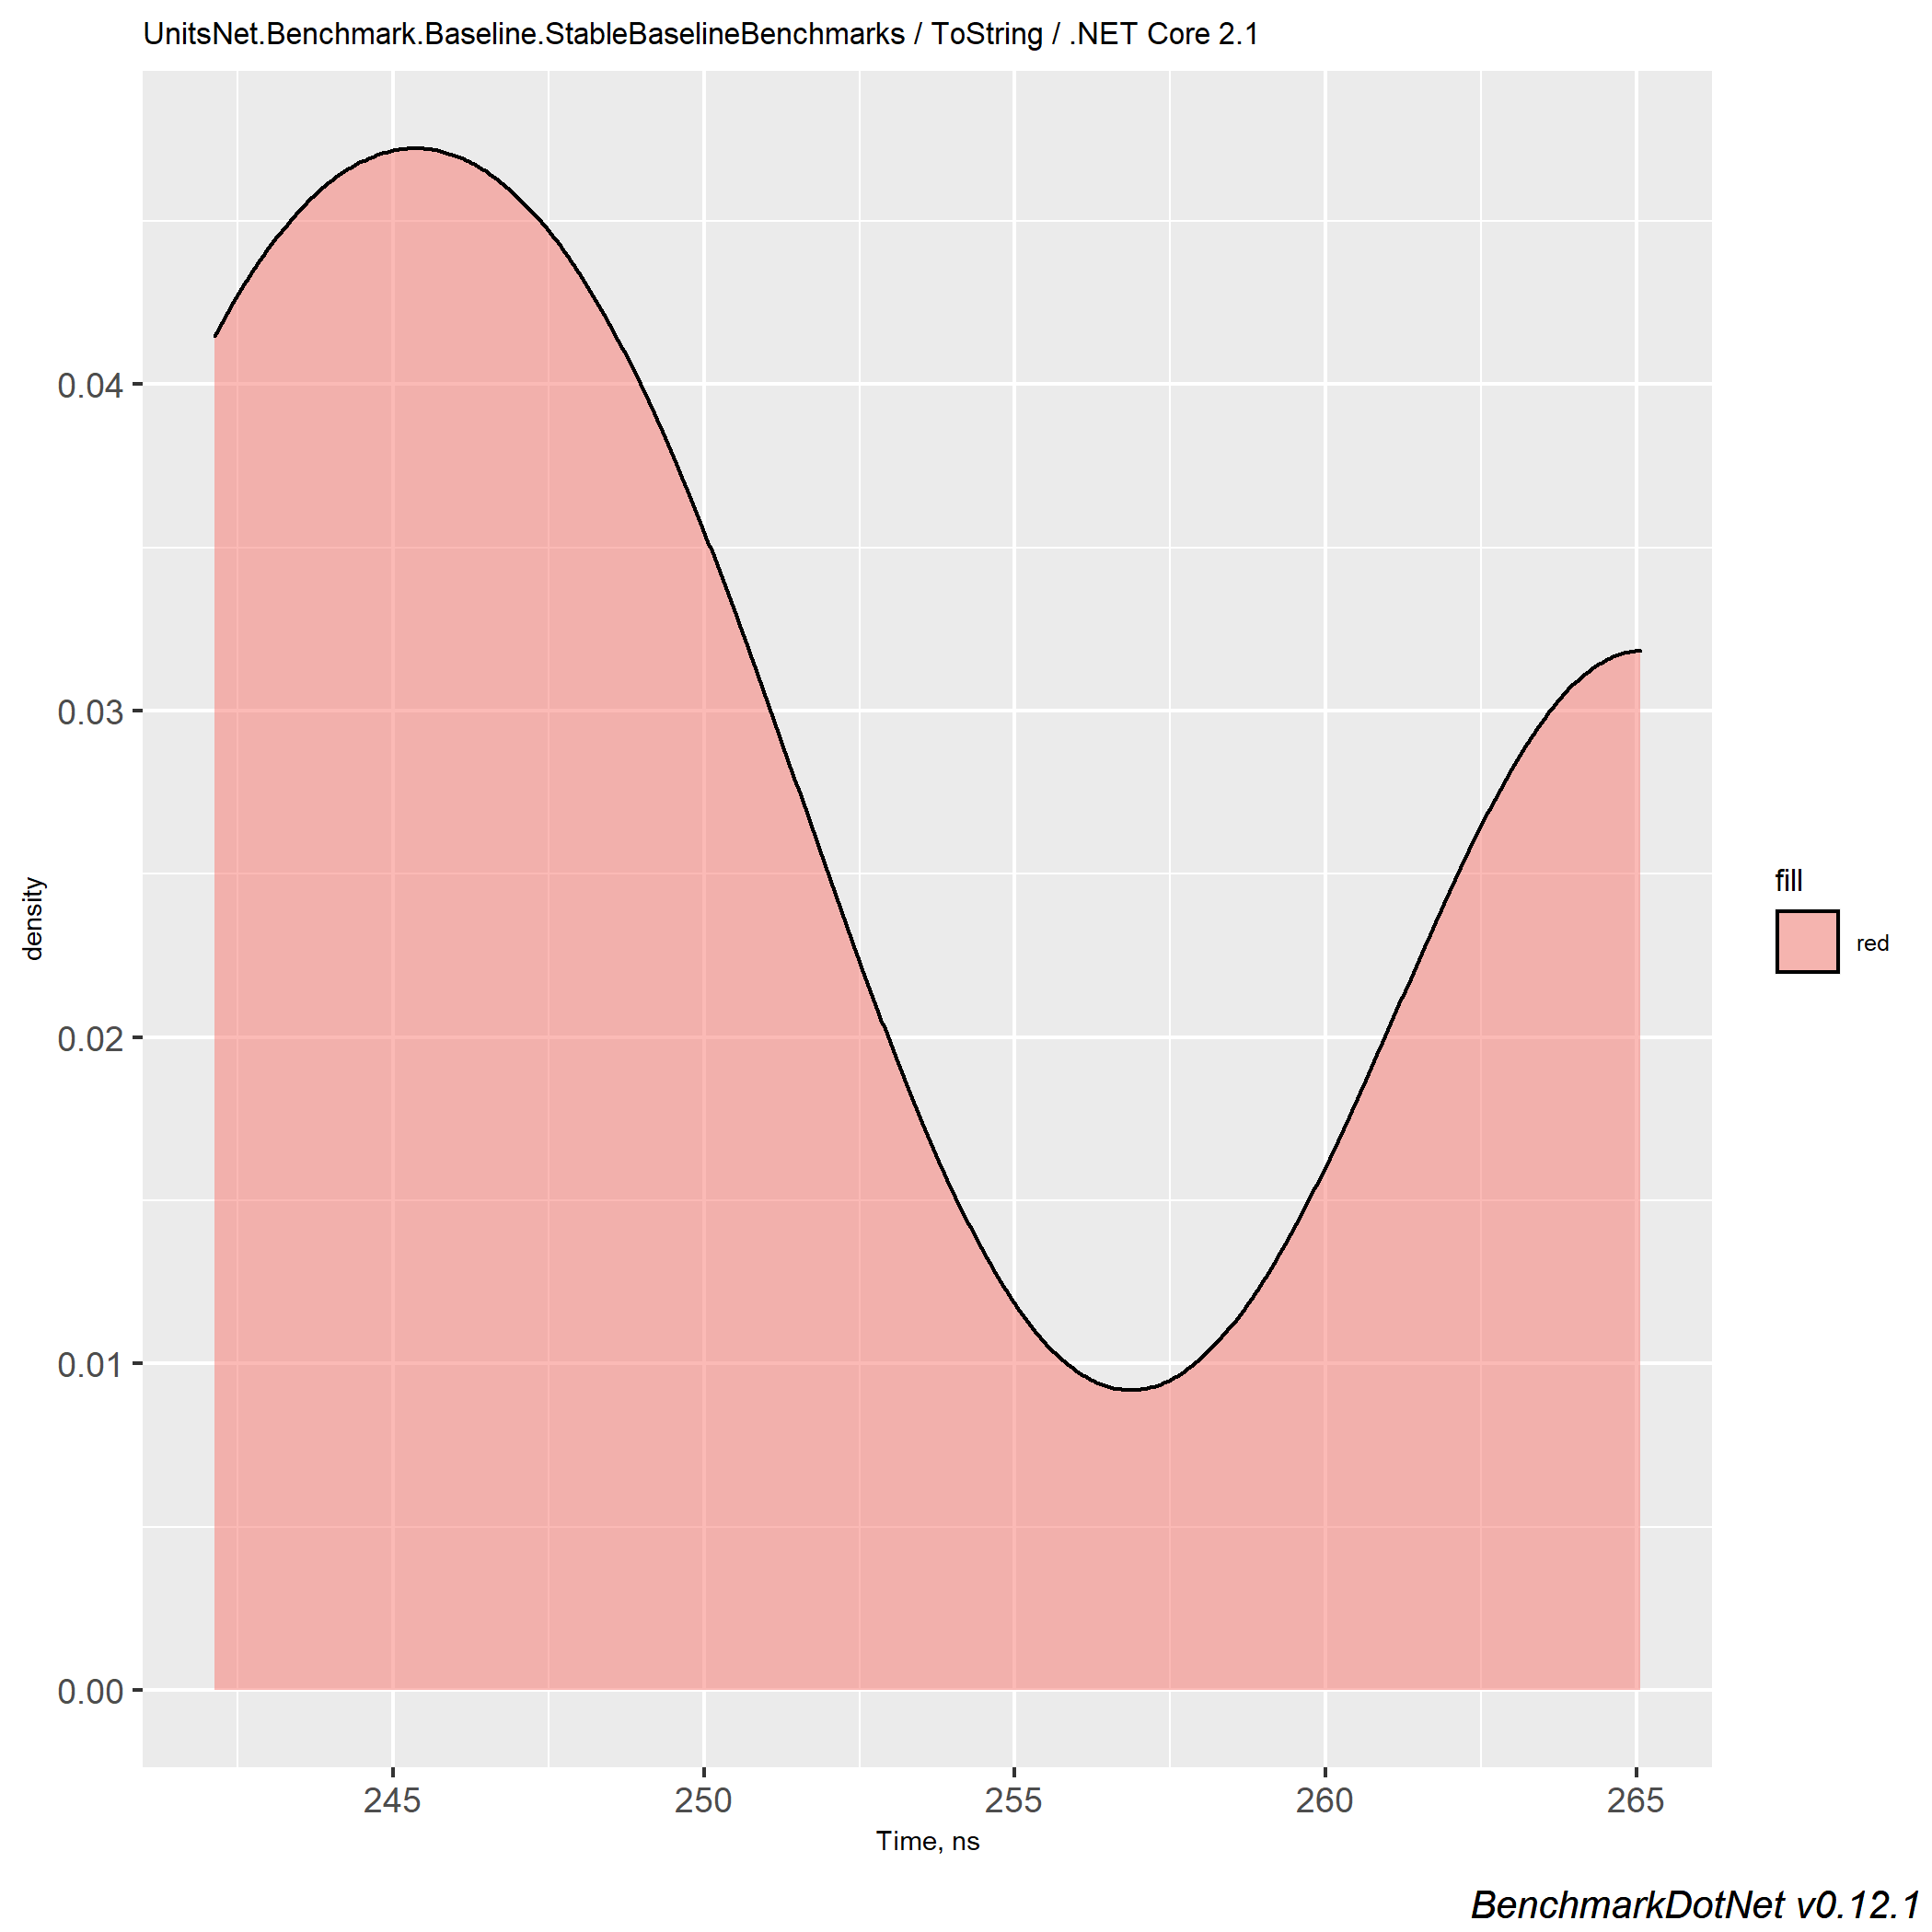 UnitsNet.Benchmark.Baseline.StableBaselineBenchmarks / ToString / .NET Core 2.1
0.04
0.03
0.02
0.01
0.00
density
245 250 255 260 265
Time, ns
fill
red
BenchmarkDotNet v0.12.1